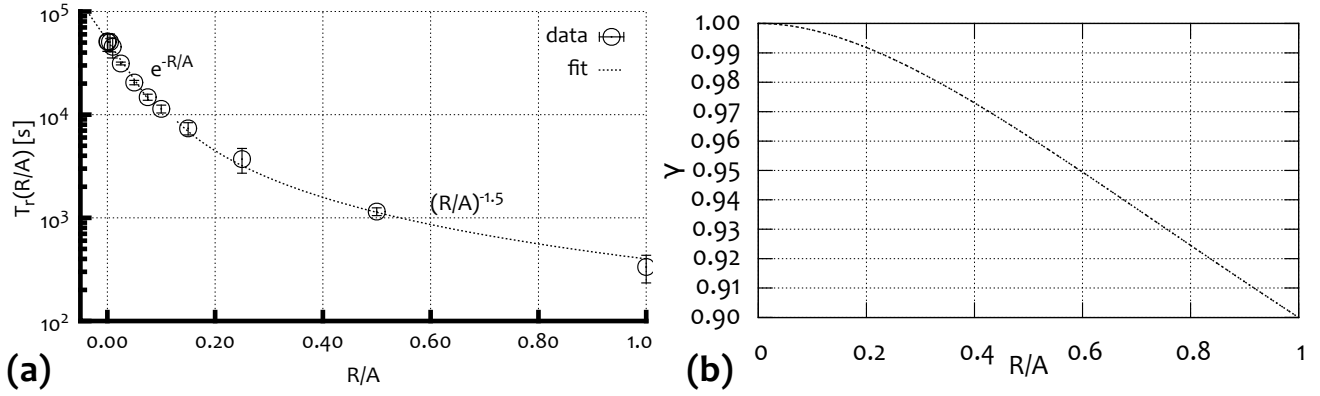 10^5
10^4
10^3
10^2
T_r(R/A) [s]
data
fit
e^{-R/A}
(R/A)^{-1.5}
0.00 0.20 0.40 0.60 0.80 1.0
R/A
(a)
1.00
0.99
0.98
0.97
0.96
0.95
0.94
0.93
0.92
0.91
0.90
γ
0 0.2 0.4 0.6 0.8 1
R/A
(b)